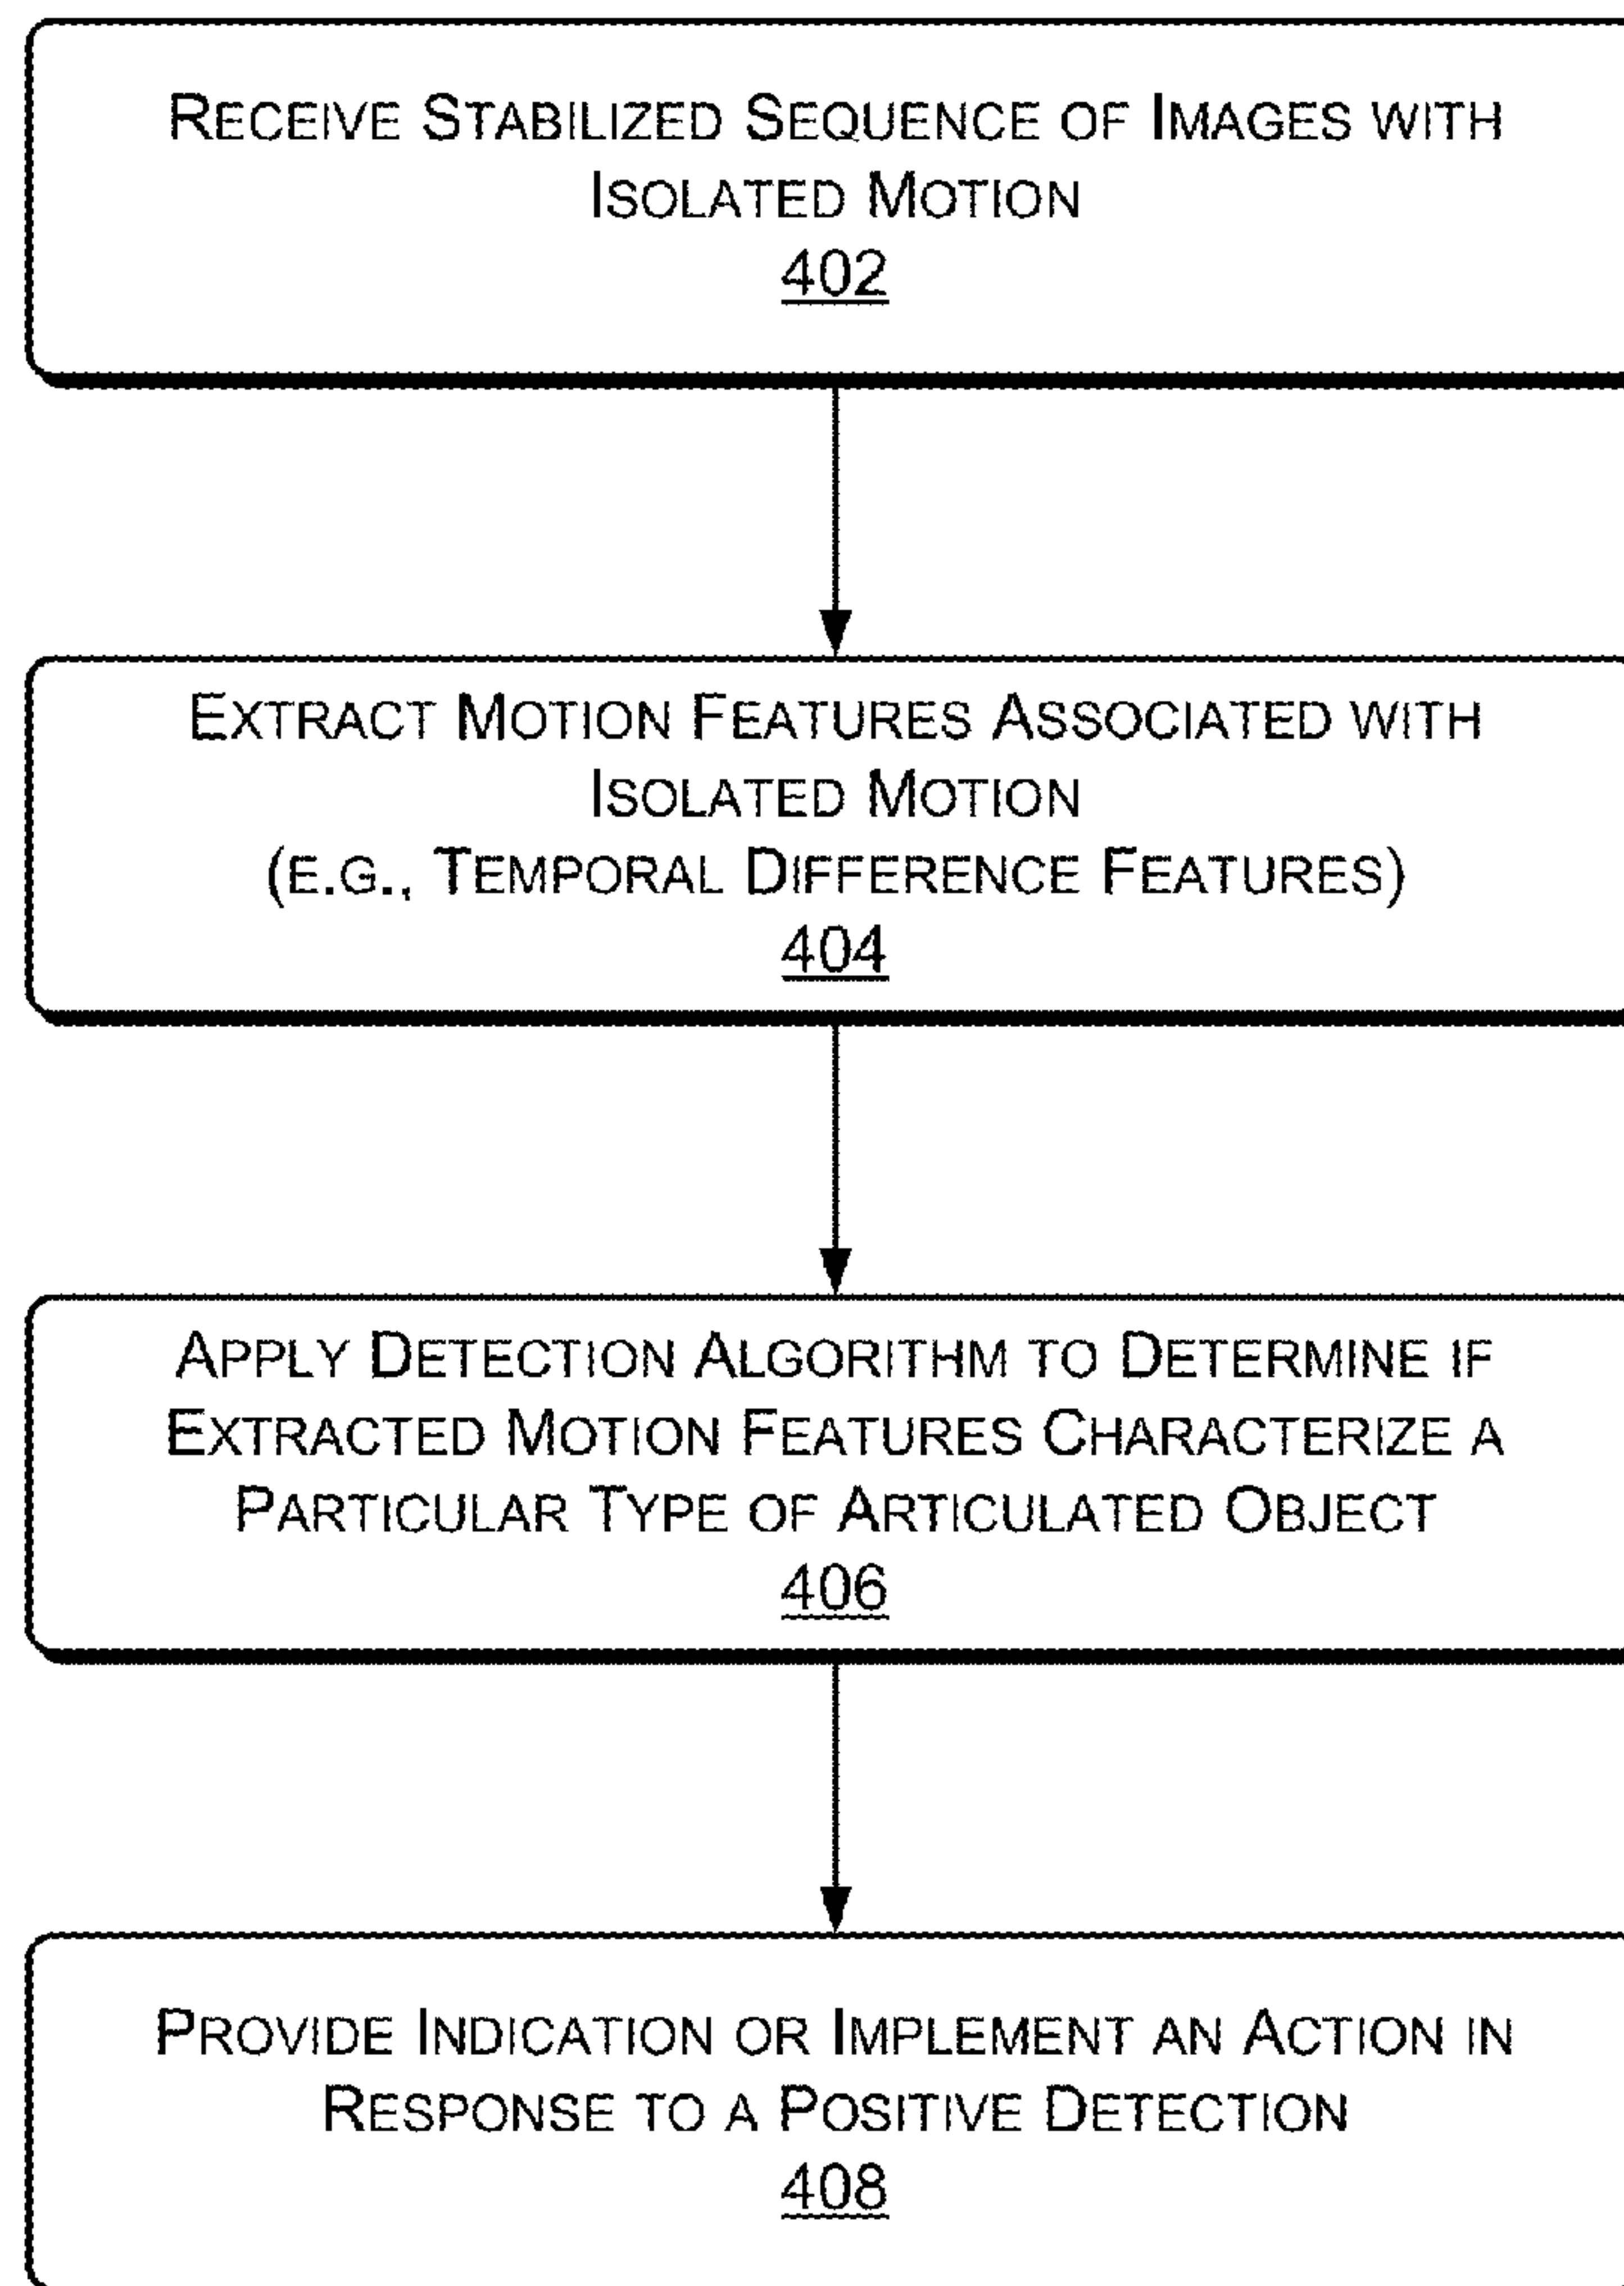 RECEIVE STABILIZED SEQUENCE OF IMAGES WITH
ISOLATED MOTION
402
EXTRACT MOTION FEATURES ASSOCIATED WITH
ISOLATED MOTION
(E.G., TEMPORAL DIFFERENCE FEATURES)
404
APPLY DETECTION ALGORITHM TO DETERMINE IF
EXTRACTED MOTION FEATURES CHARACTERIZE A
PARTICULAR TYPE OF ARTICULATED OBJECT
406
PROVIDE INDICATION OR IMPLEMENT AN ACTION IN
RESPONSE TO A POSITIVE DETECTION
408